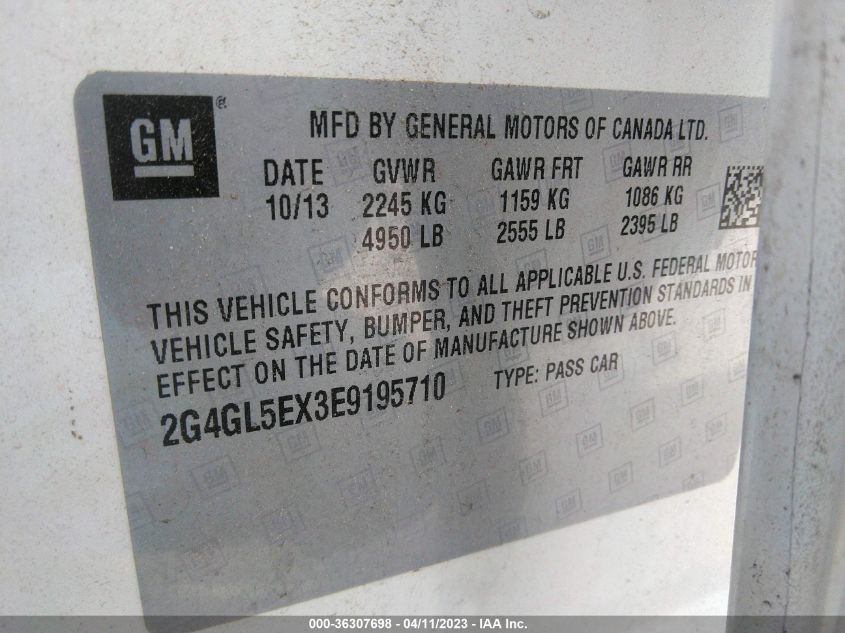 GM
MFD BY GENERAL MOTORS OF CANADA LTD.
DATE GVWR GAWR FRT GAWR RR
10/13 2245 KG 1159 KG 1086 KG
4950 LB 2555 LB 2395 LB
THIS VEHICLE CONFORMS TO ALL APPLICABLE U.S. FEDERAL MOTOR
VEHICLE SAFETY, BUMPER, AND THEFT PREVENTION STANDARDS IN
EFFECT ON THE DATE OF MANUFACTURE SHOWN ABOVE.
2G4GL5EX3E9195710 TYPE: PASS CAR
000-36307698 - 04/11/2023 - IAA Inc.